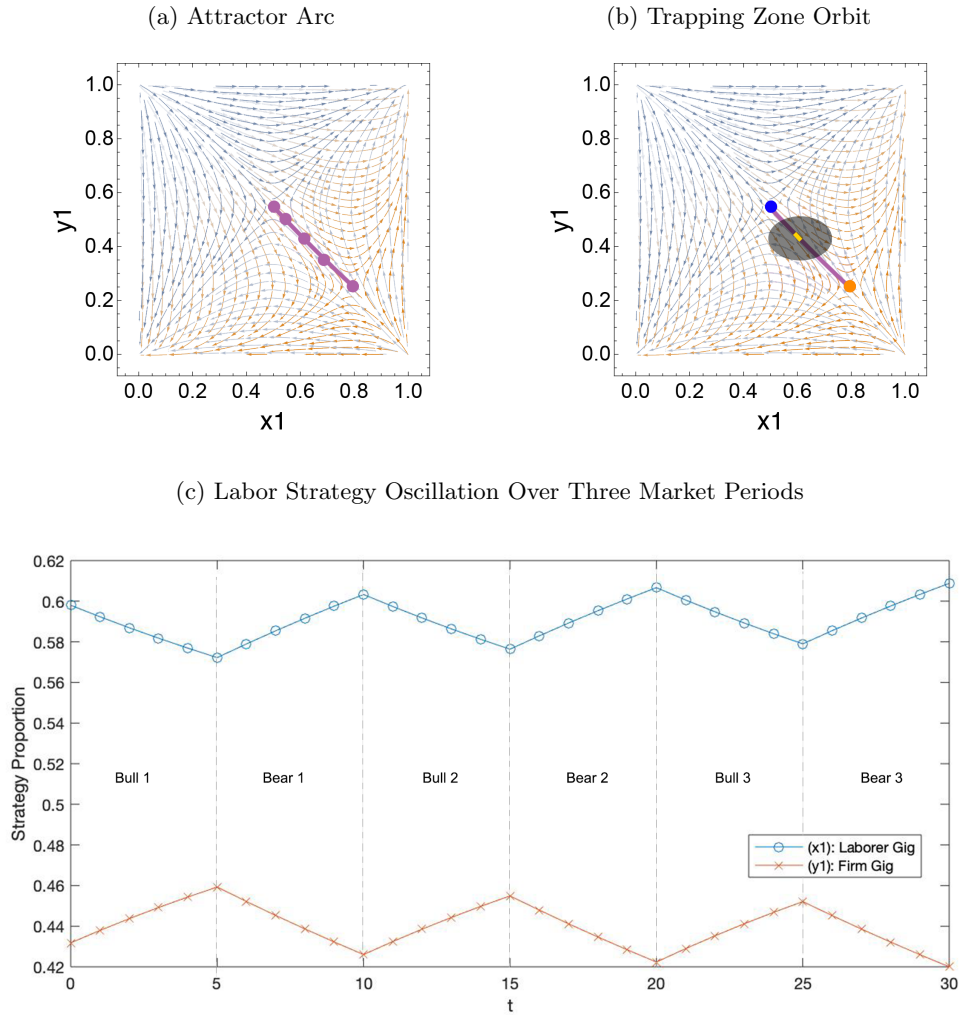 (a) Attractor Arc
(b) Trapping Zone Orbit
1.0
0.8
0.6
0.4
0.2
0.0
y1
0.0 0.2 0.4 0.6 0.8 1.0
x1
1.0
0.8
0.6
0.4
0.2
0.0
y1
0.0 0.2 0.4 0.6 0.8 1.0
x1
(c) Labor Strategy Oscillation Over Three Market Periods
0.62
0.6
0.58
0.56
0.54
0.52
0.5
0.48
0.46
0.44
0.42
Strategy Proportion
Bull 1
Bear 1
Bull 2
Bear 2
Bull 3
Bear 3
(x1): Laborer Gig
(y1): Firm Gig
0 5 10 15 20 25 30
t